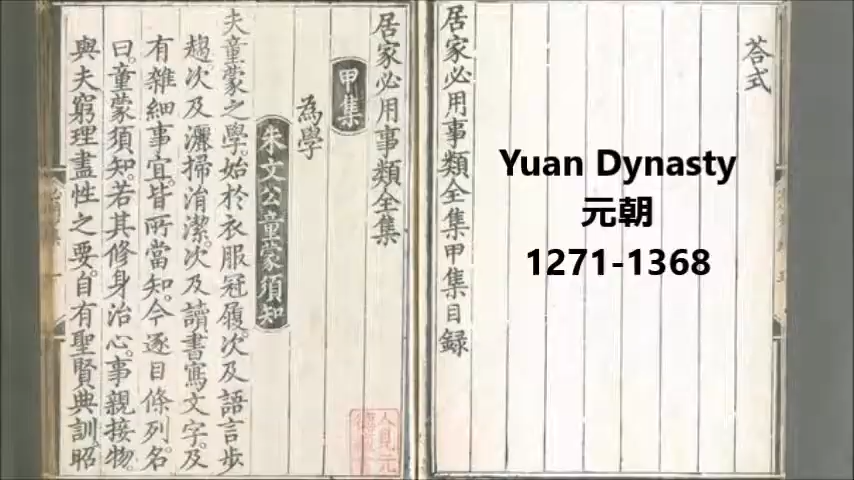 荅式
Yuan Dynasty
元朝
1271-1368
居家必用事類全集甲集目録
居家必用事類全集
甲集
為學
朱文公童蒙須知
夫童蒙之學。始於衣服冠履。次及語言步
趨。次及灑掃涓潔。次及讀書寫文字。及
有雜細事宜。皆所當知。今逐目條列。名
曰。童蒙須知。若其修身治心。事親接物。
與夫窮理盡性之要。自有聖賢典訓。昭
人見元